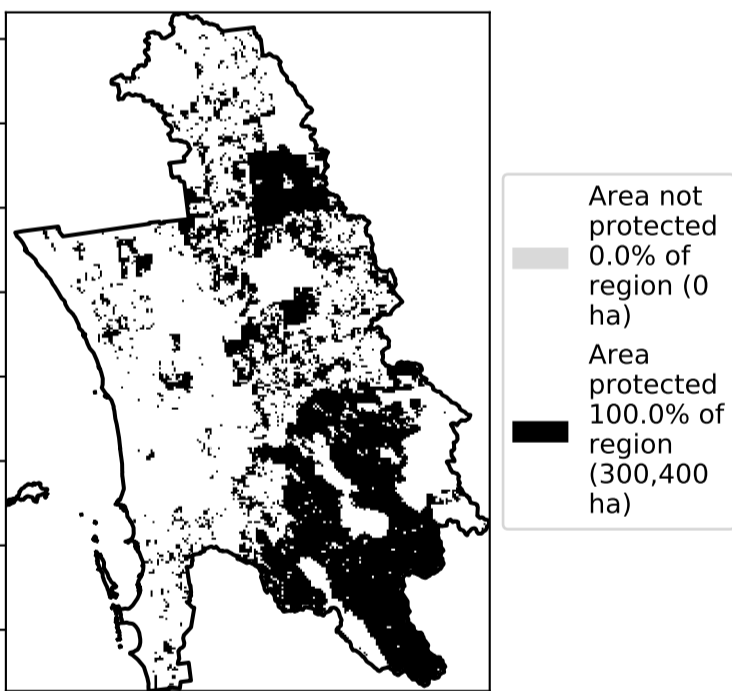 Area not
protected
0.0% of
region (0
ha)
Area
protected
100.0% of
region
(300,400
ha)